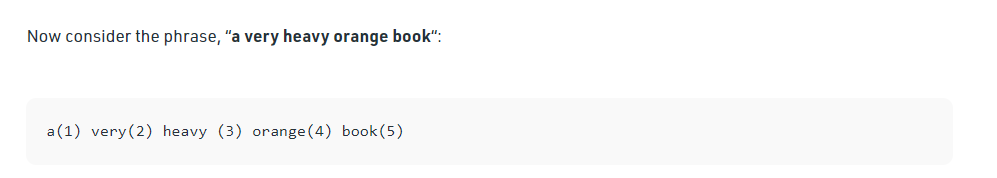 Now consider the phrase, “a very heavy orange book“:
a(1) very(2) heavy (3) orange(4) book(5)